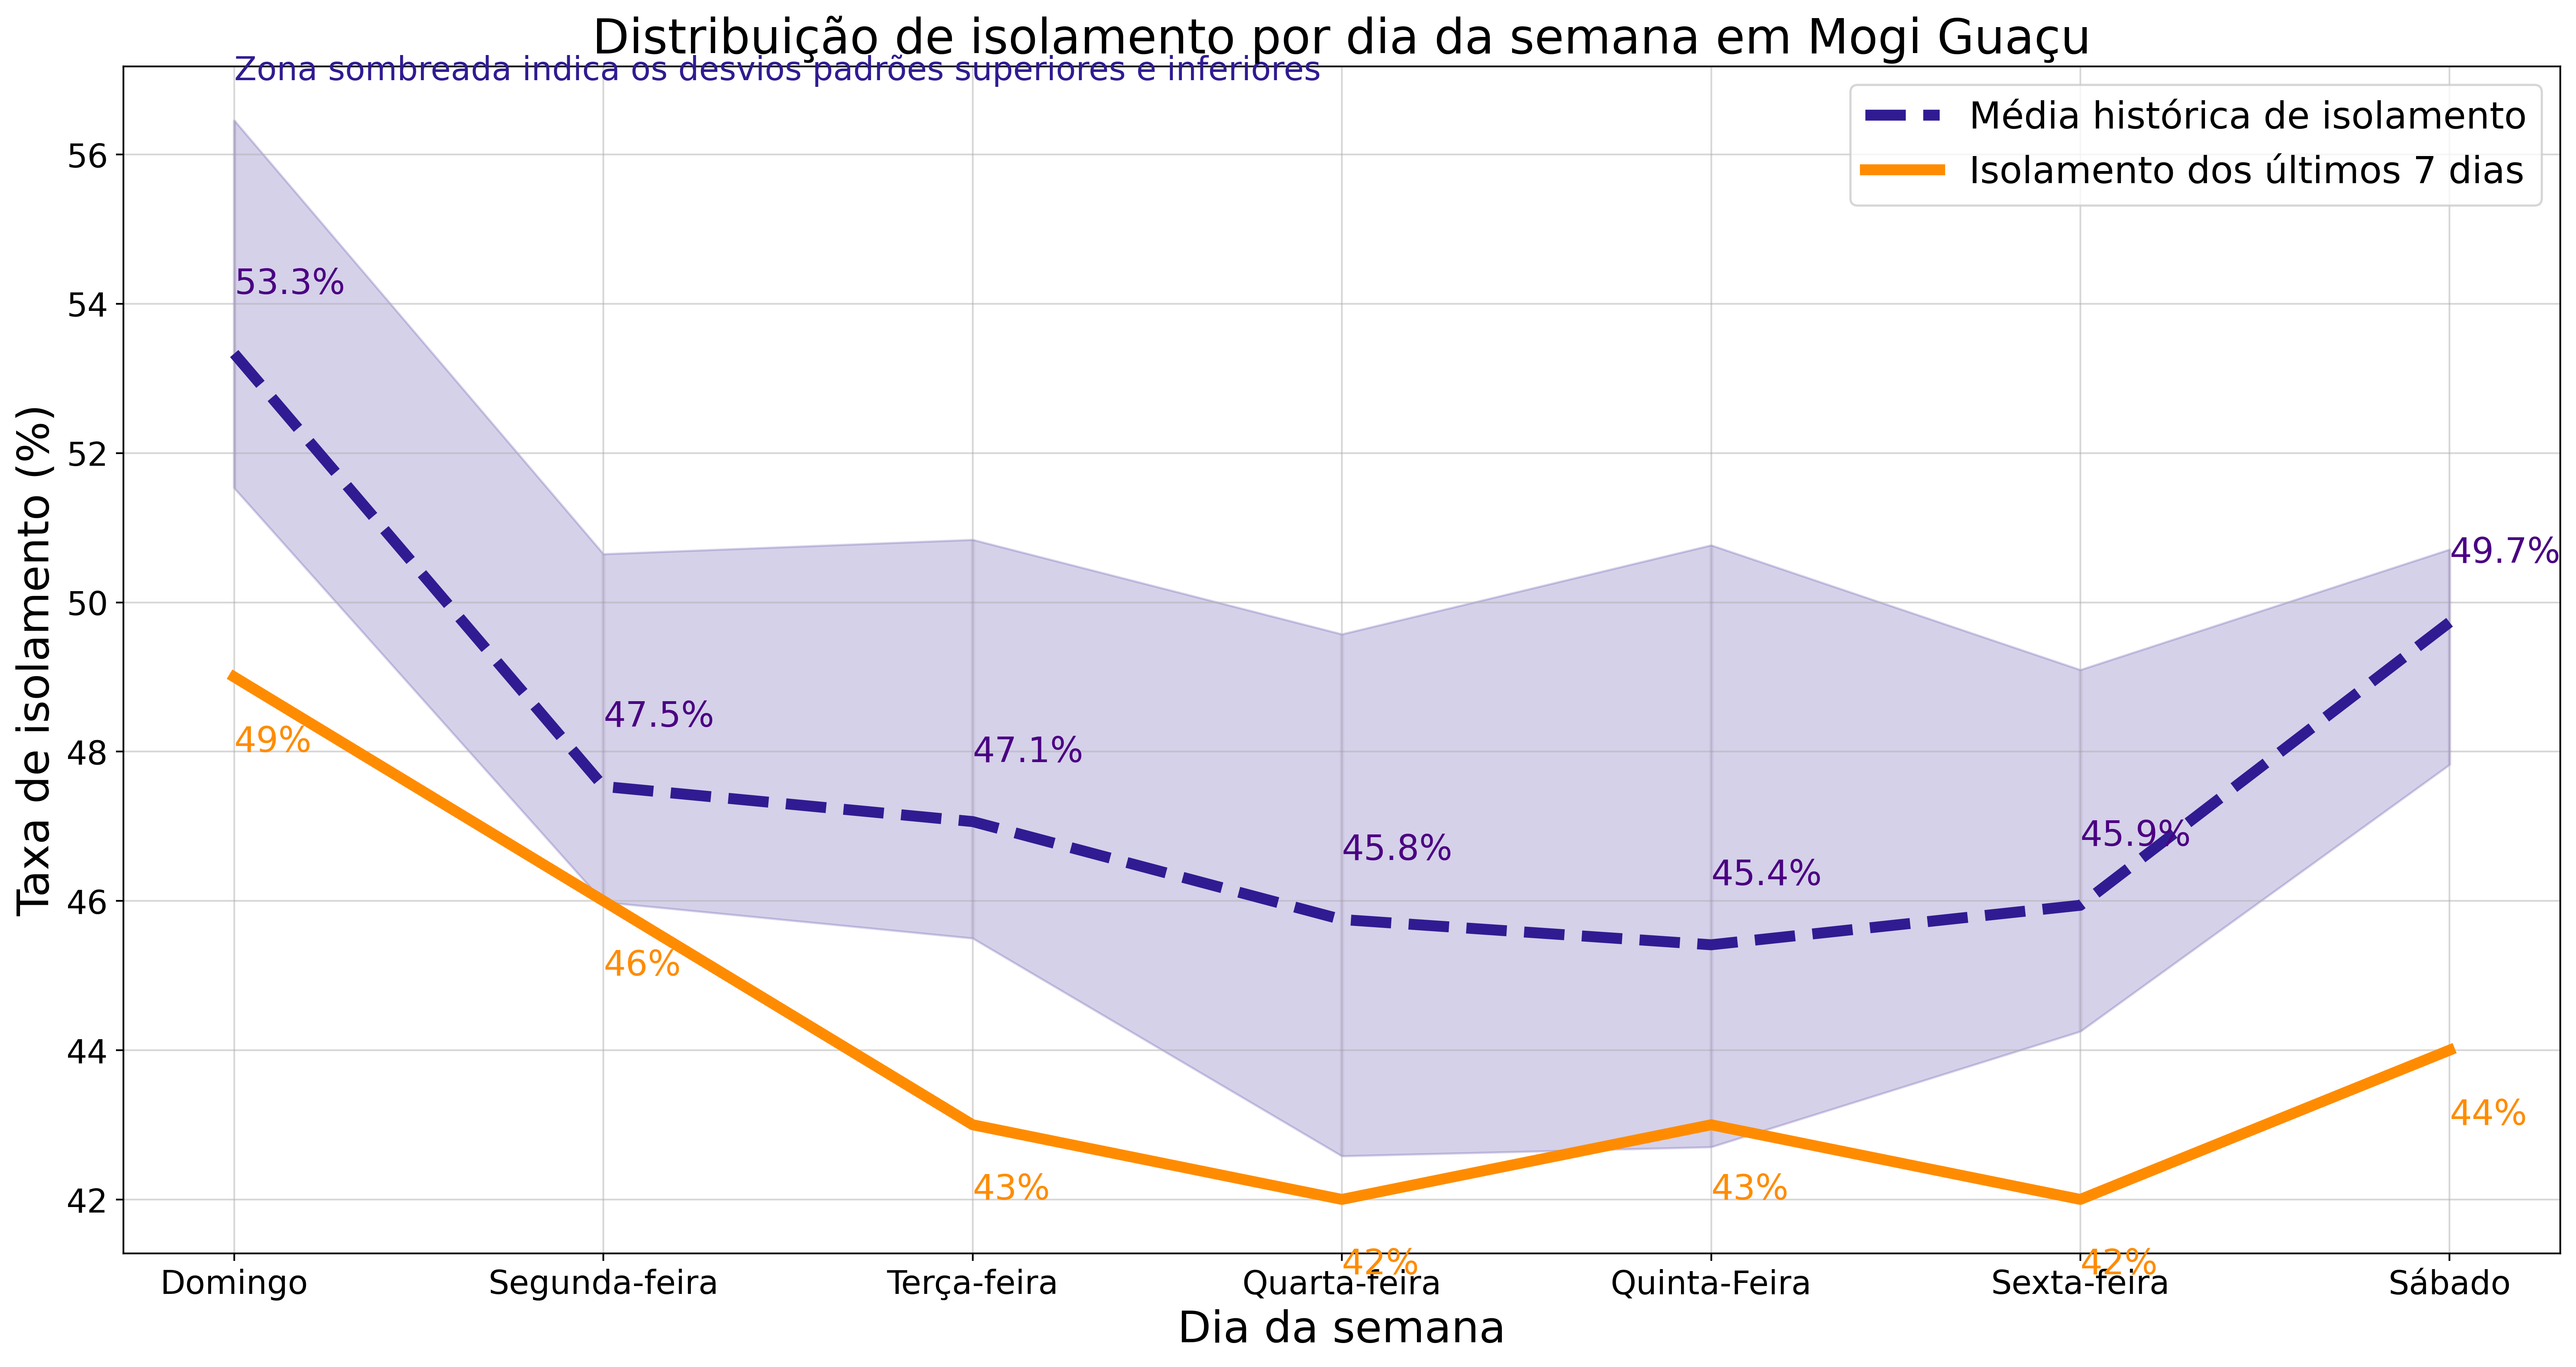 Distribuição de isolamento por dia da semana em Mogi Guaçu
Zona sombreada indica os desvios padrões superiores e inferiores
Média histórica de isolamento
Isolamento dos últimos 7 dias
Taxa de isolamento (%)
56
54
52
50
48
46
44
42
53.3%
47.5%
47.1%
45.8%
45.4%
45.9%
49.7%
49%
46%
43%
42%
43%
42%
44%
Domingo
Segunda-feira
Terça-feira
Quarta-feira
Quinta-Feira
Sexta-feira
Sábado
Dia da semana